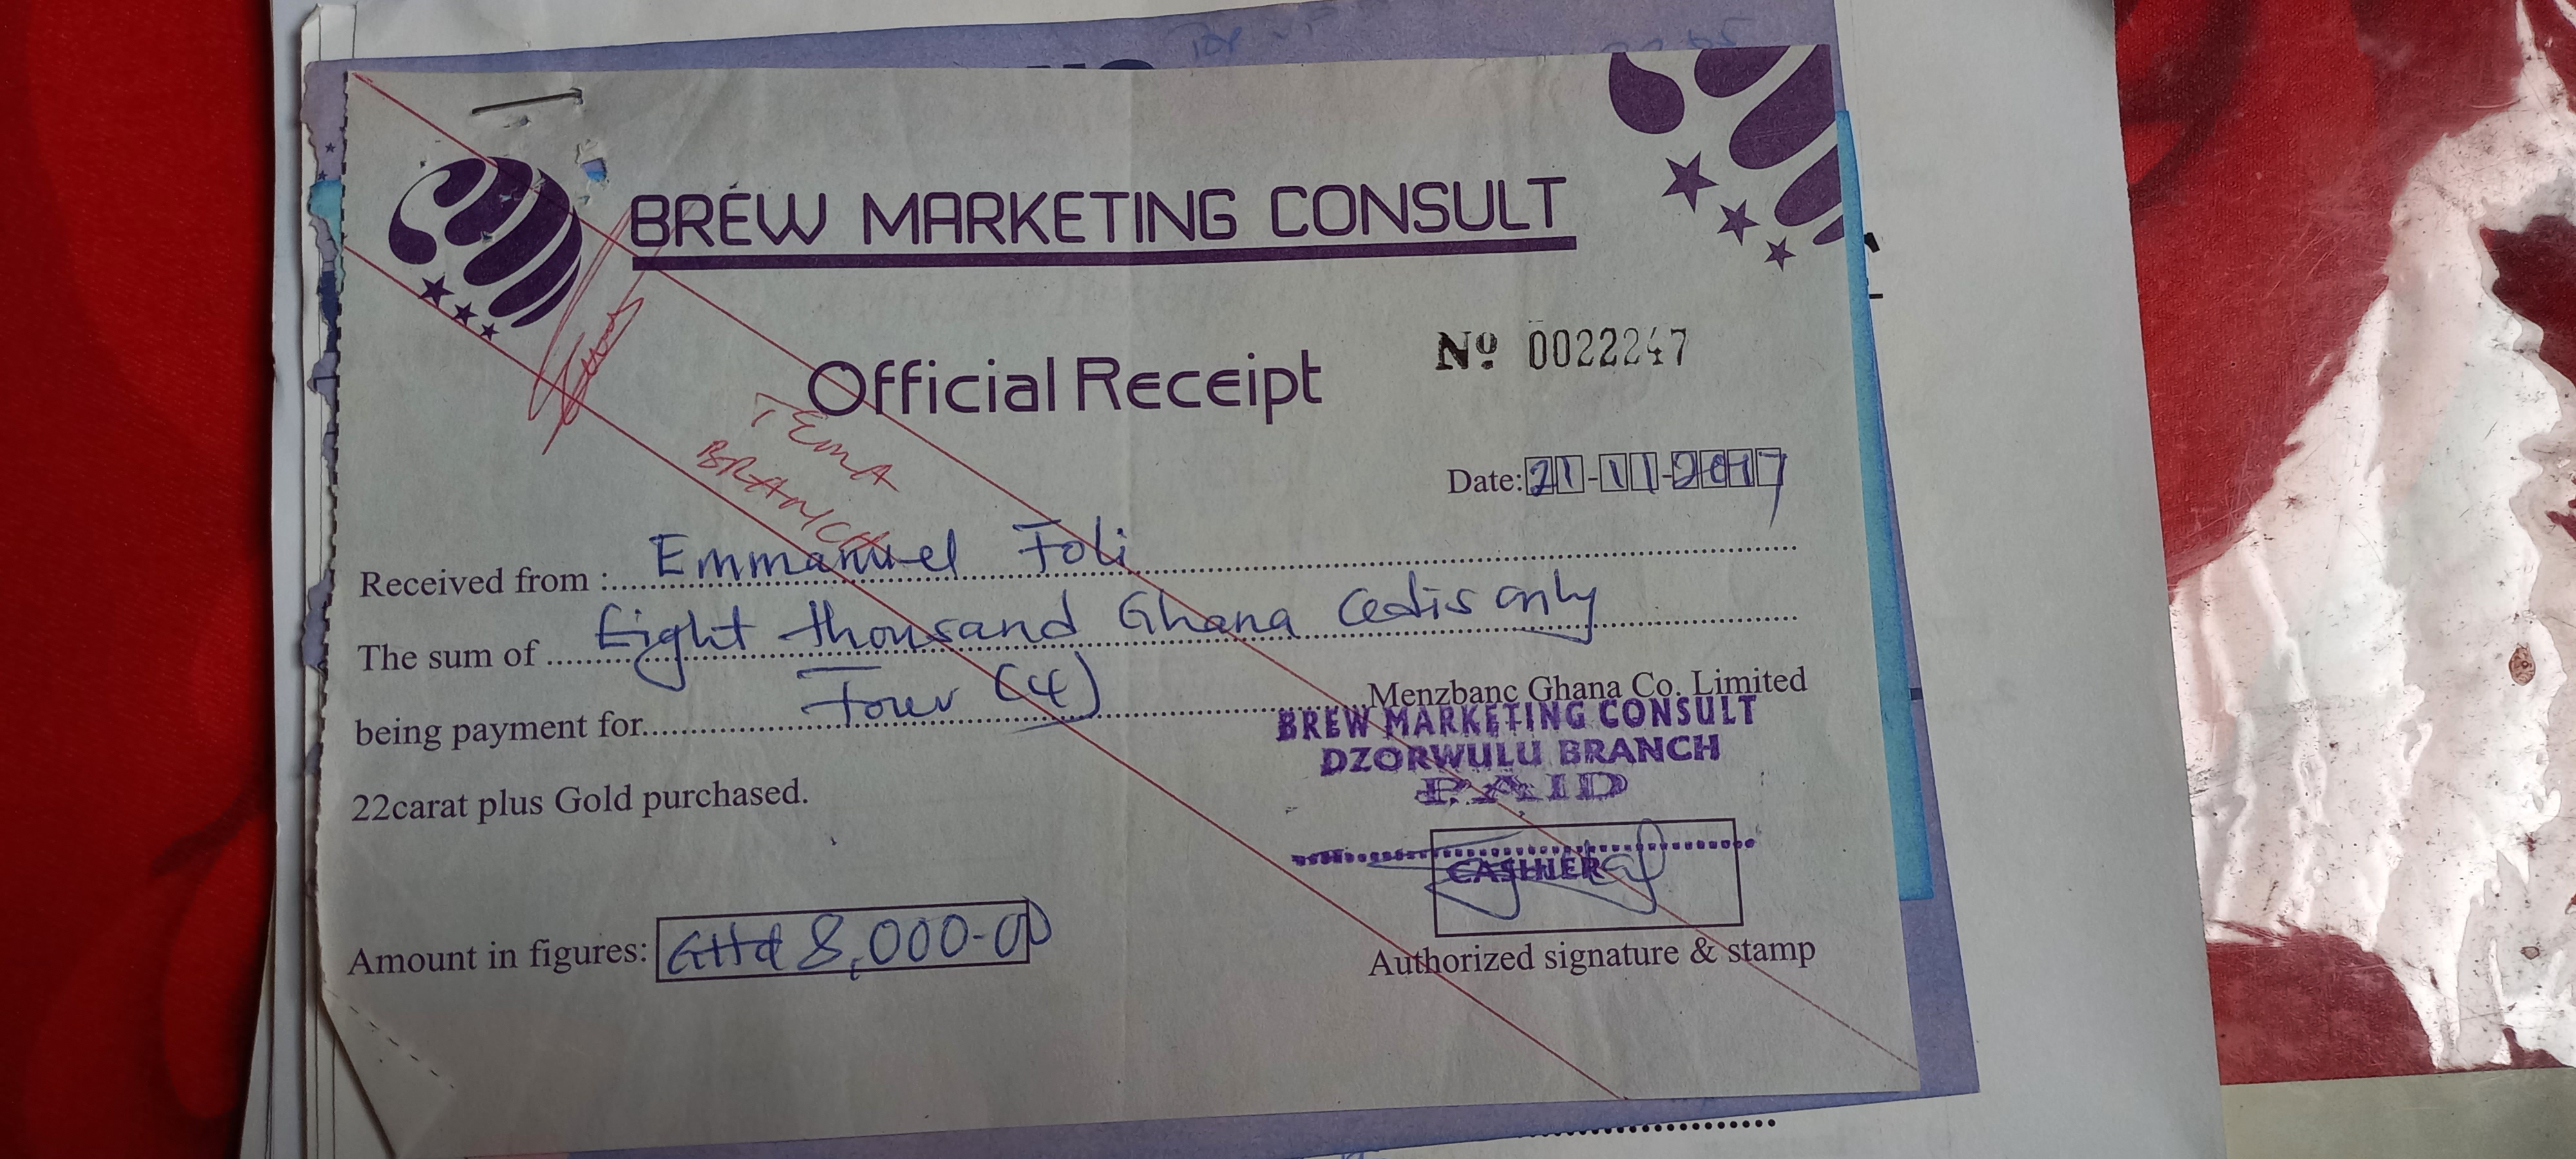 BREW MARKETING CONSULT
Official Receipt
Nº 0022247
TEMA
BRANCH
Date: 21-11-2017
Received from : Emmanuel Foli
The sum of Eight thousand Ghana Cedis only
being payment for Four (4) Menzbanc Ghana Co. Limited
22carat plus Gold purchased.
BREW MARKETING CONSULT
DZORWULU BRANCH
PAID
CASHIER
Amount in figures: GH¢ 8,000-00
Authorized signature & stamp